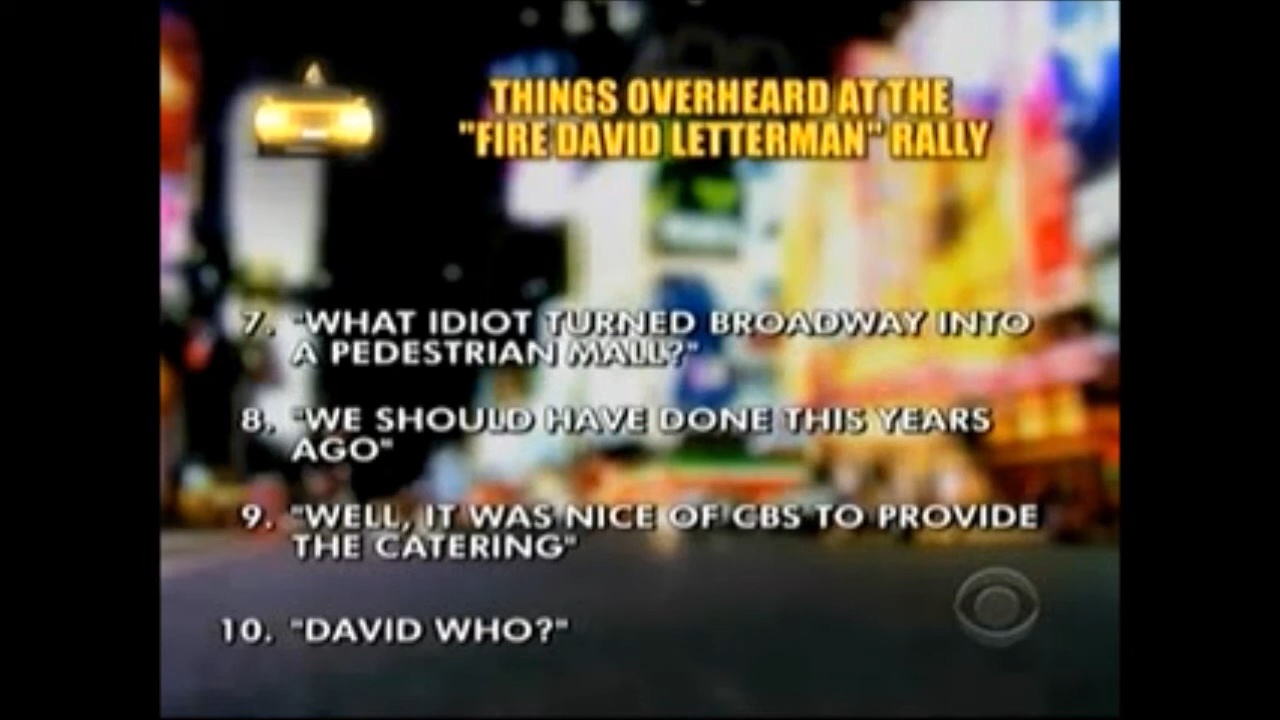 THINGS OVERHEARD AT THE
"FIRE DAVID LETTERMAN" RALLY
7. "WHAT IDIOT TURNED BROADWAY INTO
A PEDESTRIAN MALL?"
8. "WE SHOULD HAVE DONE THIS YEARS
AGO"
9. "WELL, IT WAS NICE OF CBS TO PROVIDE
THE CATERING"
10. "DAVID WHO?"